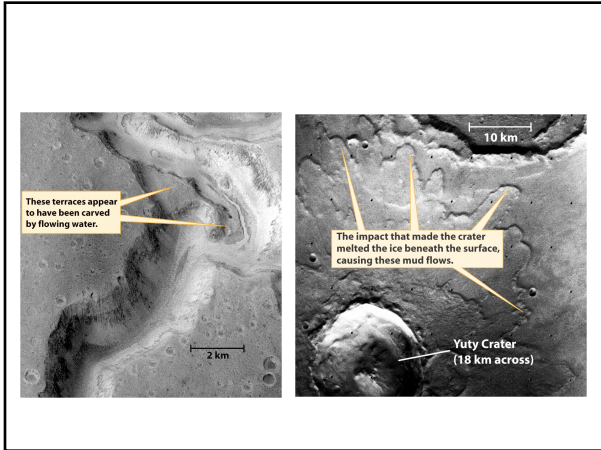 These terraces appear
to have been carved
by flowing water.
2 km
10 km
The impact that made the crater
melted the ice beneath the surface,
causing these mud flows.
Yuty Crater
(18 km across)